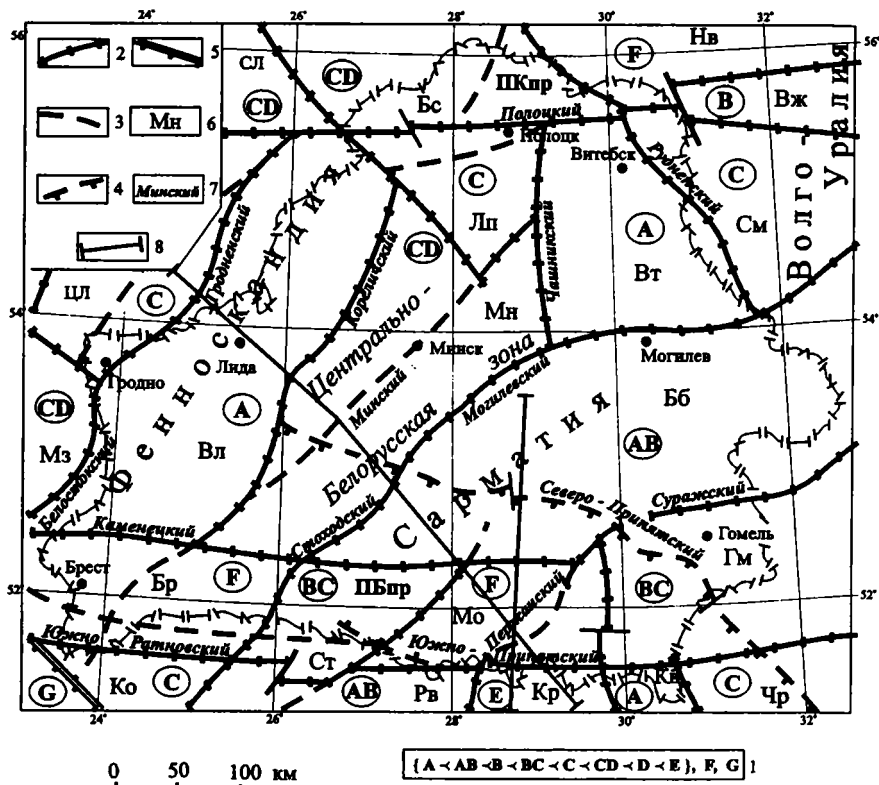 24° 26° 28° 30° 32°
56° 56°
2 5
3 Мн 6
4 Минский 7
8
СЛ
CD
CD
Бс
ПКпр
F
Нв
B
Вж
Волго-Уралия
Полоцкий
Полоцк
Витебск
Руднянский
C
См
C
Лп
A
Вт
CD
Чашникский
Гродненский
Кореличский
Фенноскандия
ЦЛ
C
54° 54°
Мн
Центрально-
Белорусская
зона
Минский
Минск
Могилевский
Могилев
Гродно
Лида
A
Вл
CD
Мз
Белостокский
Бб
AB
Сарматия
Стоходский
Северо-Припятский
Суражский
Гомель
Гм
Каменецкий
Брест
Бр
F
BC
ПБпр
F
BC
52° 52°
Мо
Пержанский
Южно-Ратновский
Южно-Припятский
G
Ко
C
Ст
AB
Рв
E
Кр
A
C
Чр
24° 26° 28° 30° 32°
0 50 100 км
{ A ≺ AB ≺ B ≺ BC ≺ C ≺ CD ≺ D ≺ E }, F, G 1